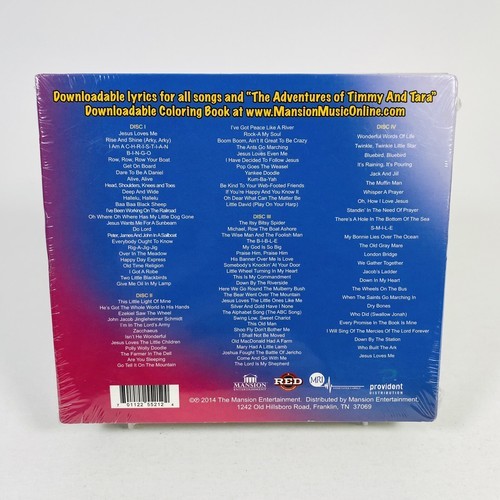 Downloadable lyrics for all songs and "The Adventures of Timmy And Tara"
Downloadable Coloring Book at www.MansionMusicOnline.com
DISC I
Jesus Loves Me
Rise and Shine (Arky, Arky)
I Am A C-H-R-I-S-T-I-A-N
B-I-N-G-O
Row, Row, Row Your Boat
Get On Board
Dare To Be A Daniel
Alive, Alive
Head, Shoulders, Knees and Toes
Deep And Wide
Hallelu, Hallelu
Baa Baa Black Sheep
I've Been Working On The Railroad
Oh Where Oh Where Has My Little Dog Gone
Jesus Wants Me For A Sunbeam
Do Lord
Peter, James And John In A Sailboat
Everybody Ought To Know
Rig-A-Jig-Jig
Over In The Meadow
Happy Day Express
Old Time Religion
I Got A Robe
Two Little Blackbirds
Give Me Oil In My Lamp
DISC II
This Little Light Of Mine
He's Got The Whole World In His Hands
Ezekiel Saw The Wheel
John Jacob Jingleheimer Schmidt
I'm In The Lord's Army
Zacchaeus
Isn't He Wonderful
Jesus Loves The Little Children
Polly Wolly Doodle
The Farmer In The Dell
Are You Sleeping
Go Tell It On The Mountain
I've Got Peace Like A River
Rock-A My Soul
Boom Boom, Ain't It Great To Be Crazy
The Ants Go Marching
Jesus Loves Even Me
I Have Decided To Follow Jesus
Pop Goes The Weasel
Yankee Doodle
Kum-Ba-Yah
Be Kind To Your Web-Footed Friends
If You're Happy And You Know It
Oh Dear What Can The Matter Be
Little David (Play On Your Harp)
DISC III
The Itsy Bitsy Spider
Michael, Row The Boat Ashore
The Wise Man And The Foolish Man
The B-I-B-L-E
My God Is So Big
Praise Him, Praise Him
His Banner Over Me Is Love
Somebody's Knockin' At Your Door
Little Wheel Turning In My Heart
This Is The Commandment
Down By The Riverside
Here We Go Round The Mulberry Bush
The Bear Went Over The Mountain
Jesus Loves The Little Ones Like Me
Silver And Gold Have I None
The Alphabet Song (The ABC Song)
Swing Low, Sweet Chariot
This Old Man
Shoo Fly Don't Bother Me
I Shall Not Be Moved
Old MacDonald Had A Farm
Mary Had A Little Lamb
Joshua Fought The Battle Of Jericho
Come And Go With Me
The Lord Is My Shepherd
DISC IV
Wonderful Words Of Life
Twinkle, Twinkle Little Star
Bluebird, Bluebird
It's Raining, It's Pouring
Jack And Jill
The Muffin Man
Whisper A Prayer
Oh, How I Love Jesus
Standin' In The Need Of Prayer
There's A Hole In The Bottom Of The Sea
S-M-I-L-E
My Bonnie Lies Over The Ocean
The Old Gray Mare
London Bridge
We Gather Together
Jacob's Ladder
Down In My Heart
The Wheels On The Bus
When The Saints Go Marching In
Dry Bones
Who Did (Swallow Jonah)
Every Promise In The Book Is Mine
I Will Sing Of The Mercies Of The Lord Forever
Down By The Station
Who Built The Ark
Jesus Loves Me
MANSION
RED
MRI
provident
DISTRIBUTION
©℗ 2014 The Mansion Entertainment. Distributed by Mansion Entertainment,
1242 Old Hillsboro Road, Franklin, TN 37069
1 01122 55212 4